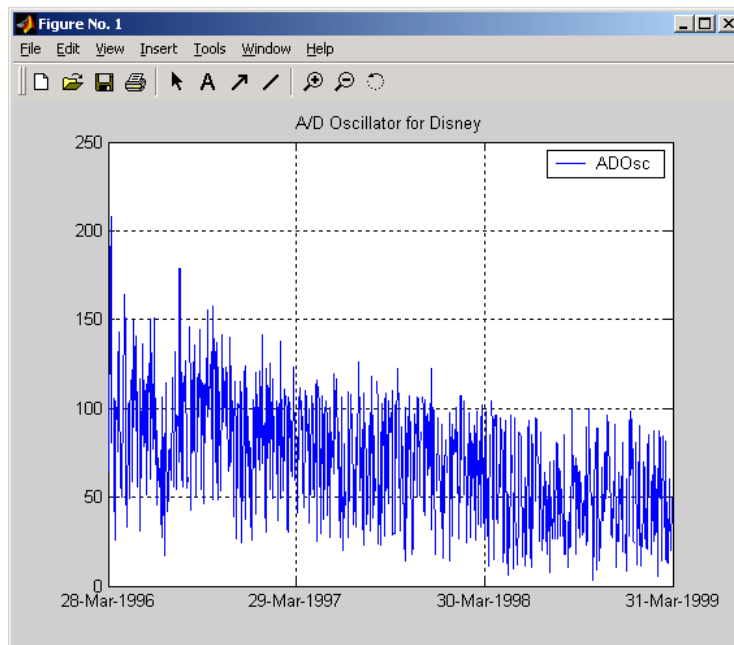 Figure No. 1
File Edit View Insert Tools Window Help
A
A/D Oscillator for Disney
ADOsc
250
200
150
100
50
0
28-Mar-1996 29-Mar-1997 30-Mar-1998 31-Mar-1999